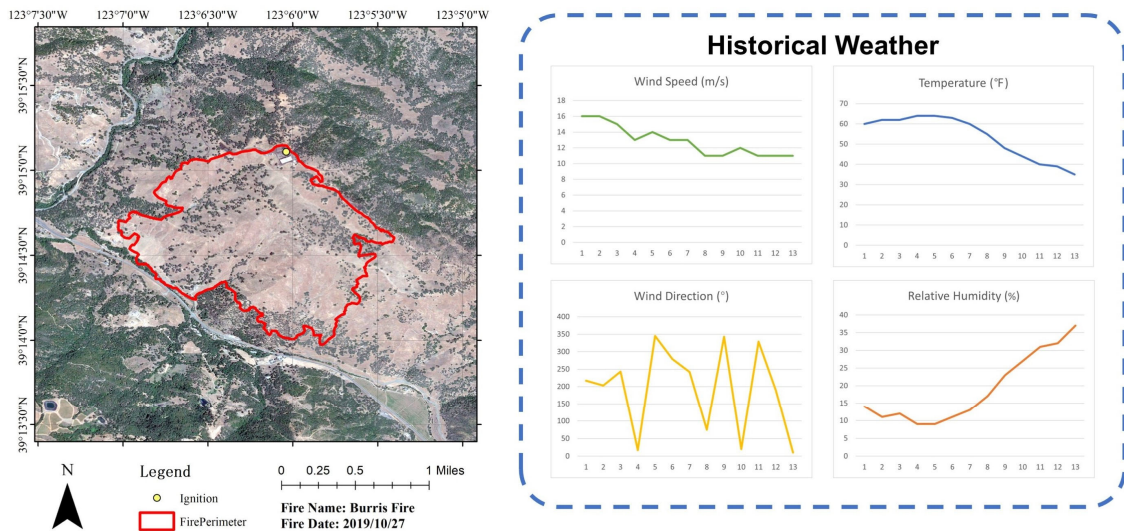 123°7'30"W 123°7'0"W 123°6'30"W 123°6'0"W 123°5'50"W 123°5'0"W
39°15'30"N
39°15'0"N
39°14'30"N
39°14'0"N
39°13'30"N
N
Legend
Ignition
FirePerimeter
0 0.25 0.5 1 Miles
Fire Name: Burris Fire
Fire Date: 2019/10/27
Historical Weather
Wind Speed (m/s)
18
16
14
12
10
8
6
4
2
0
1 2 3 4 5 6 7 8 9 10 11 12 13
Temperature (°F)
70
60
50
40
30
20
10
0
1 2 3 4 5 6 7 8 9 10 11 12 13
Wind Direction (°)
400
350
300
250
200
150
100
50
0
1 2 3 4 5 6 7 8 9 10 11 12 13
Relative Humidity (%)
40
35
30
25
20
15
10
5
0
1 2 3 4 5 6 7 8 9 10 11 12 13